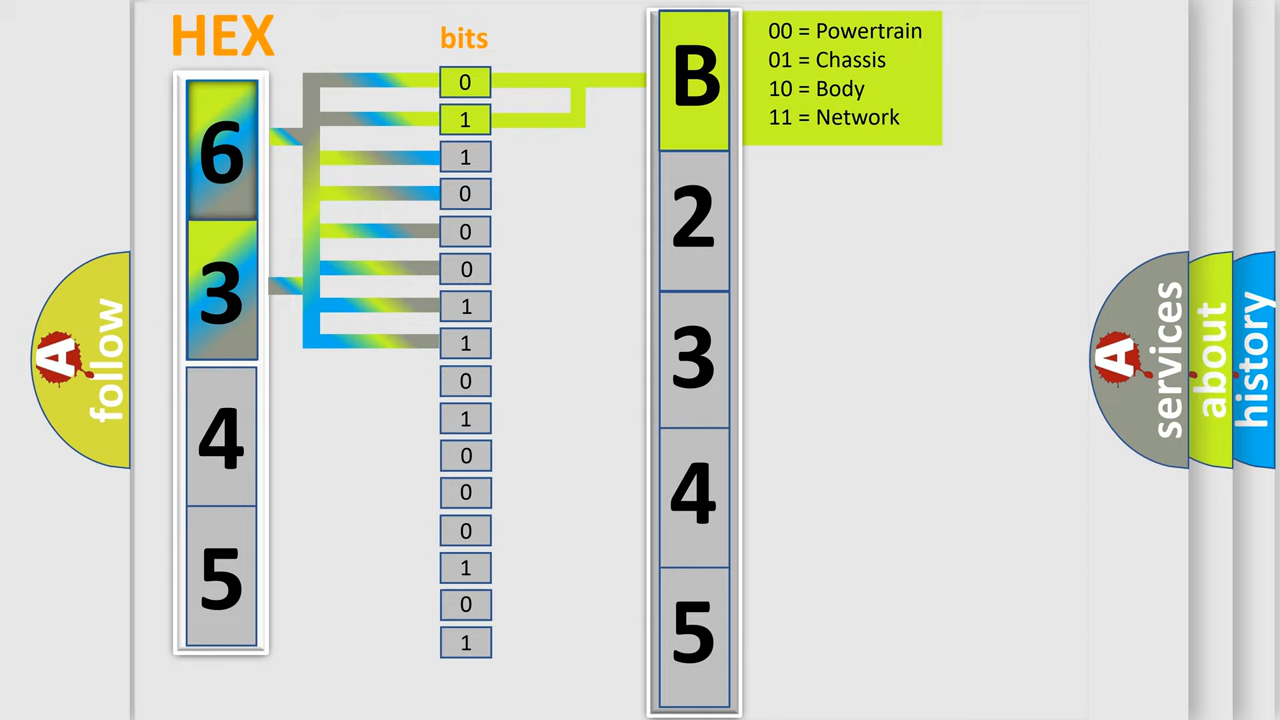 HEX
bits
6
3
4
5
0
1
1
0
0
0
1
1
0
1
0
0
0
1
0
1
B
2
3
4
5
00 = Powertrain
01 = Chassis
10 = Body
11 = Network
A
follow
A
services
about
history